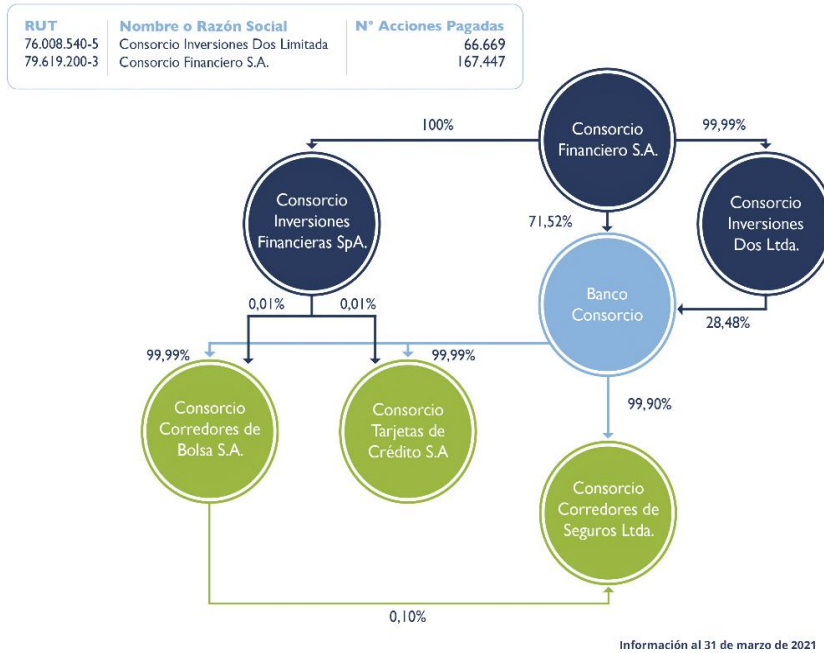 RUT Nombre o Razón Social N° Acciones Pagadas
76.008.540-5 Consorcio Inversiones Dos Limitada 66.669
79.619.200-3 Consorcio Financiero S.A. 167.447
100%
Consorcio
Financiero S.A.
99,99%
Consorcio
Inversiones
Financieras SpA.
71,52%
Consorcio
Inversiones
Dos Ltda.
Banco
Consorcio
28,48%
0,01%
0,01%
99,99%
99,99%
99,90%
Consorcio
Corredores de
Bolsa S.A.
Consorcio
Tarjetas de
Crédito S.A
Consorcio
Corredores de
Seguros Ltda.
0,10%
Información al 31 de marzo de 2021